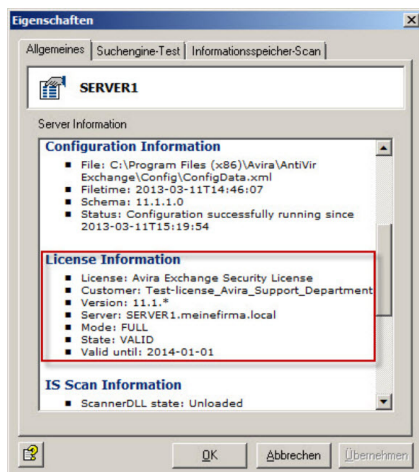 Eigenschaften
Allgemeines
Suchengine-Test
Informationsspeicher-Scan
SERVER1
Server Information
Configuration Information
File: C:\Program Files (x86)\Avira\AntiVir
Exchange\Config\ConfigData.xml
Filetime: 2013-03-11T14:46:07
Schema: 11.1.1.0
Status: Configuration successfully running since
2013-03-11T15:19:54
License Information
License: Avira Exchange Security License
Customer: Test-license_Avira_Support_Department
Version: 11.1.*
Server: SERVER1.meinefirma.local
Mode: FULL
State: VALID
Valid until: 2014-01-01
IS Scan Information
ScannerDLL state: Unloaded
OK
Abbrechen
Übernehmen